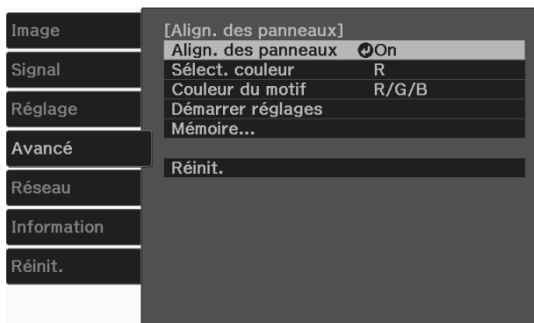 Image
Signal
Réglage
Avancé
Réseau
Information
Réinit.
[Align. des panneaux]
Align. des panneaux On
Sélect. couleur R
Couleur du motif R/G/B
Démarrer réglages
Mémoire...
Réinit.